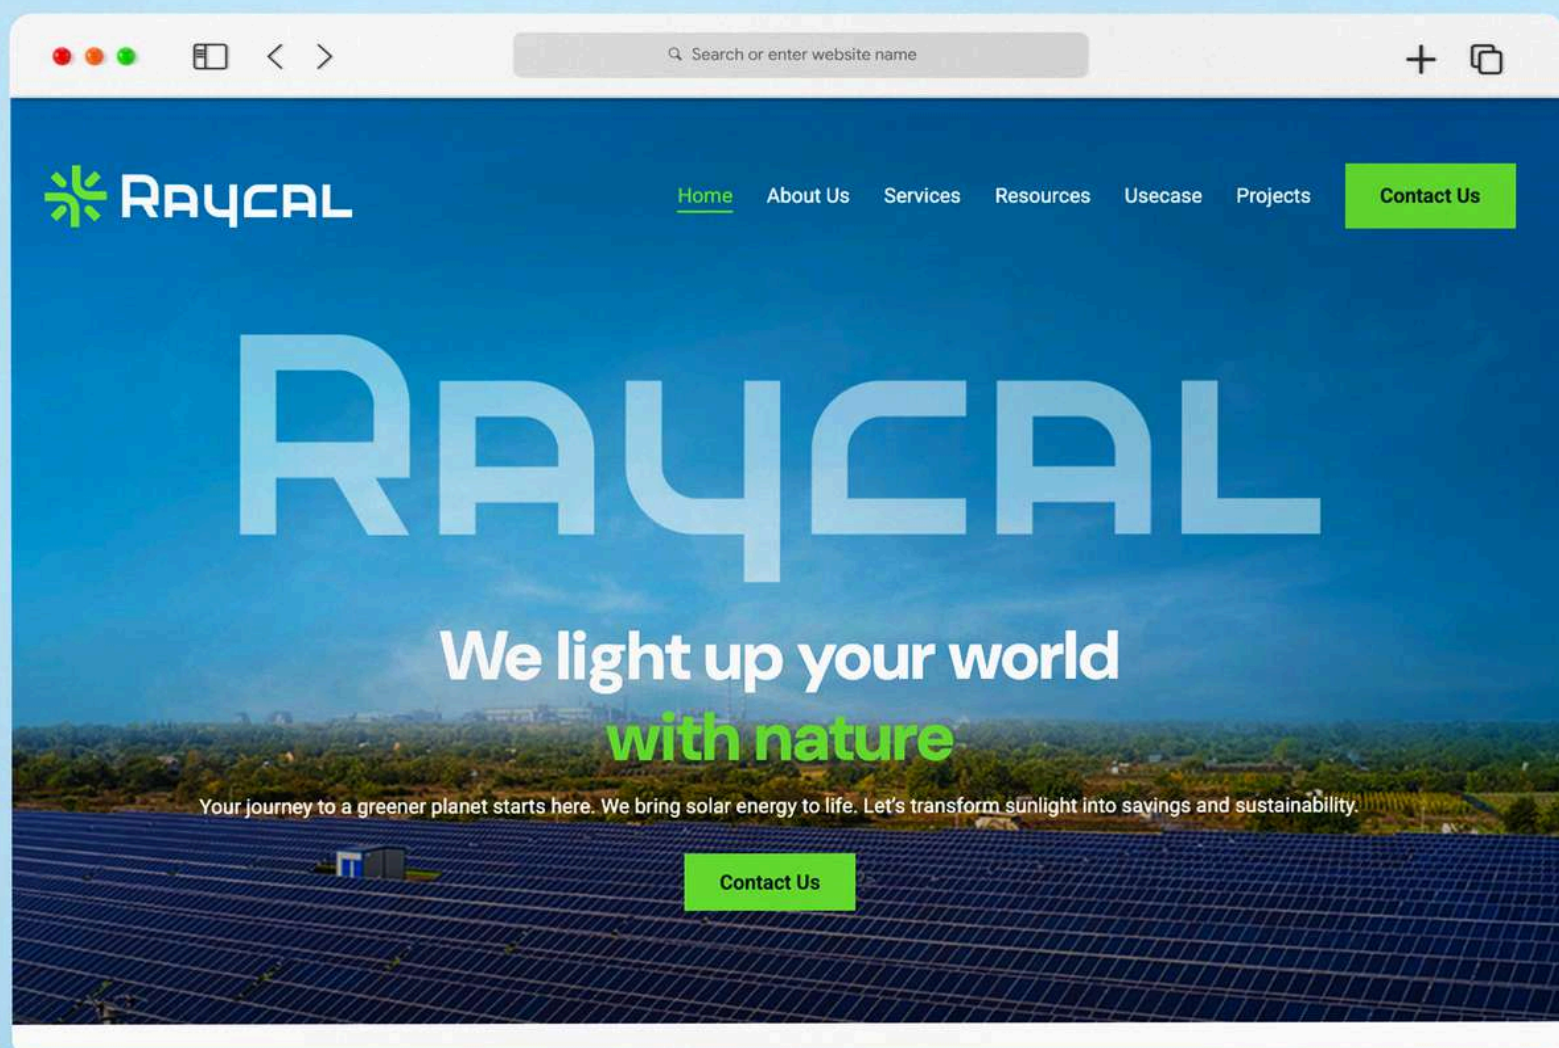 Search or enter website name
RAYCAL
Home About Us Services Resources Usecase Projects Contact Us
RAYCAL
We light up your world
with nature
Your journey to a greener planet starts here. We bring solar energy to life. Let's transform sunlight into savings and sustainability.
Contact Us